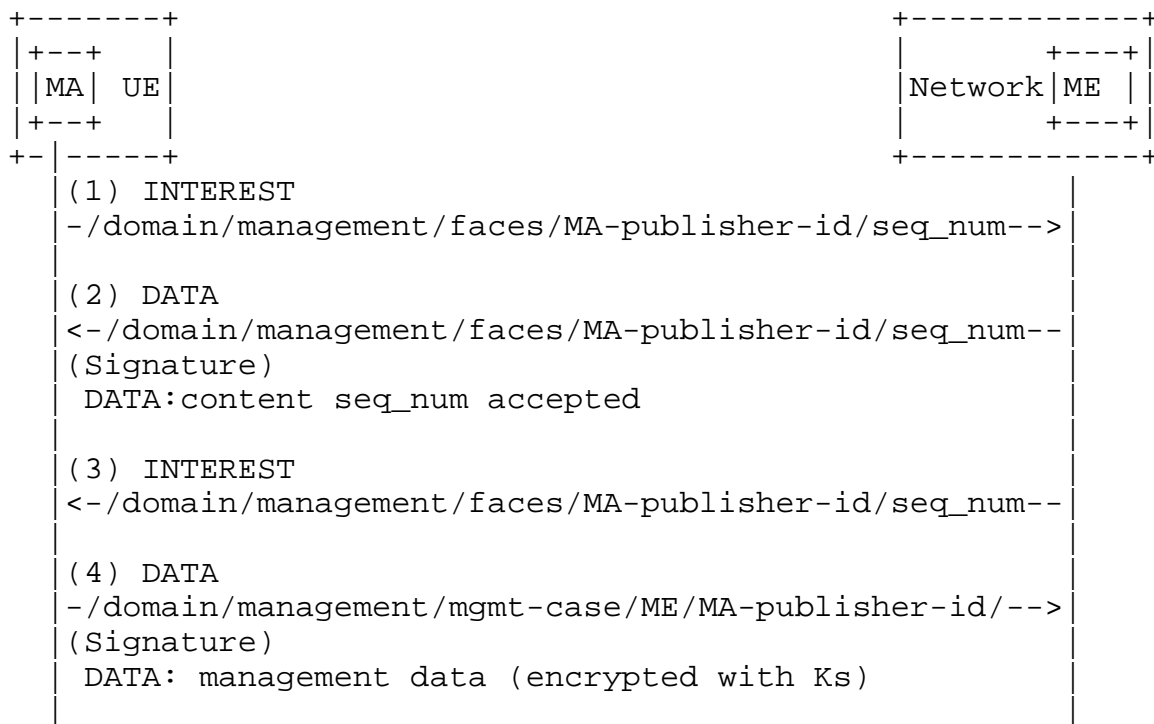 MA UE Network ME
(1) INTEREST
-/domain/management/faces/MA-publisher-id/seq_num-->
(2) DATA
<-/domain/management/faces/MA-publisher-id/seq_num--
(Signature)
DATA:content seq_num accepted
(3) INTEREST
<-/domain/management/faces/MA-publisher-id/seq_num--
(4) DATA
-/domain/management/mgmt-case/ME/MA-publisher-id/-->
(Signature)
DATA: management data (encrypted with Ks)